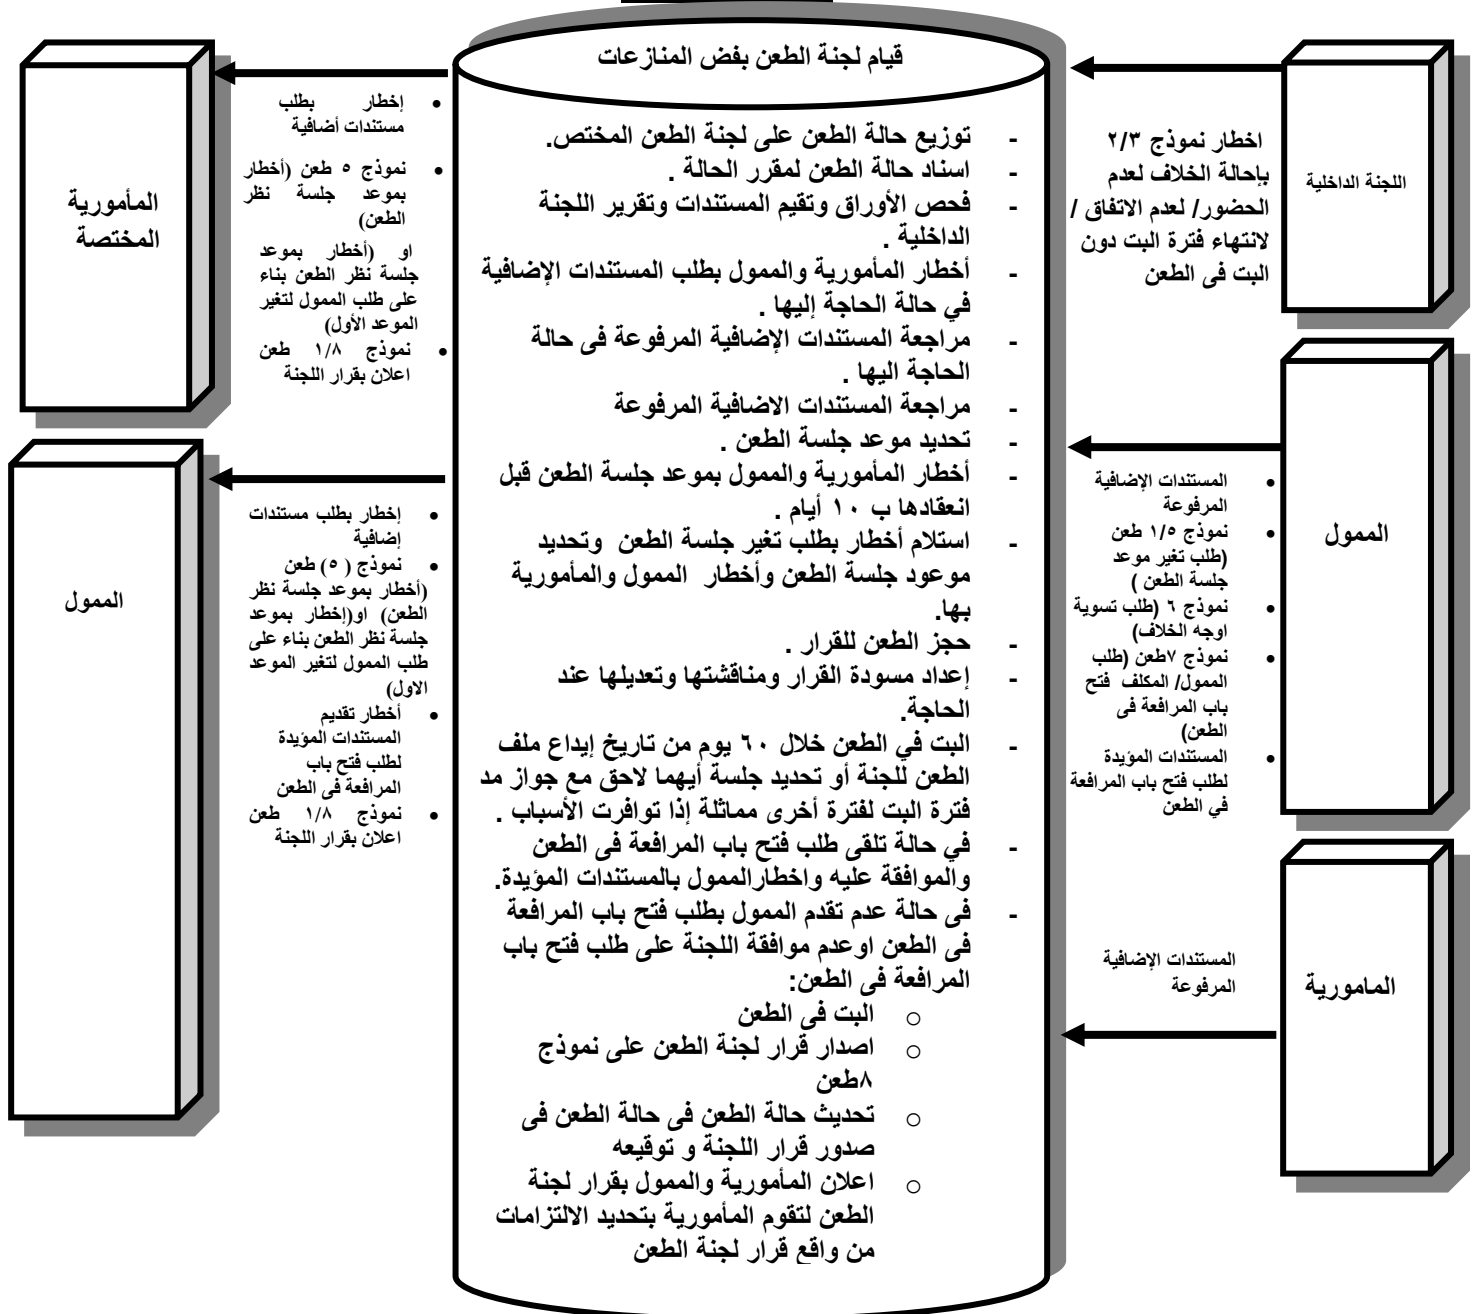 قيام لجنة الطعن بفض المنازعات
اللجنة الداخلية
اخطار نموذج ٢/٣
بإحالة الخلاف لعدم
الحضور/ لعدم الاتفاق /
لانتهاء فترة البت دون
البت فى الطعن
الممول
• المستندات الإضافية
المرفوعة
• نموذج ١/٥ طعن
(طلب تغير موعد
جلسة الطعن )
• نموذج ٦ (طلب تسوية
اوجه الخلاف)
• نموذج ٧طعن (طلب
الممول/ المكلف فتح
باب المرافعة فى
الطعن)
• المستندات المؤيدة
لطلب فتح باب المرافعة
في الطعن
المامورية
المستندات الإضافية
المرفوعة
- توزيع حالة الطعن على لجنة الطعن المختص.
- اسناد حالة الطعن لمقرر الحالة .
- فحص الأوراق وتقيم المستندات وتقرير اللجنة
الداخلية .
- أخطار المأمورية والممول بطلب المستندات الإضافية
في حالة الحاجة إليها .
- مراجعة المستندات الإضافية المرفوعة فى حالة
الحاجة اليها .
- مراجعة المستندات الاضافية المرفوعة
- تحديد موعد جلسة الطعن .
- أخطار المأمورية والممول بموعد جلسة الطعن قبل
انعقادها ب ١٠ أيام .
- استلام أخطار بطلب تغير جلسة الطعن وتحديد
موعود جلسة الطعن وأخطار الممول والمأمورية
بها.
- حجز الطعن للقرار .
- إعداد مسودة القرار ومناقشتها وتعديلها عند
الحاجة.
- البت في الطعن خلال ٦٠ يوم من تاريخ إيداع ملف
الطعن للجنة أو تحديد جلسة أيهما لاحق مع جواز مد
فترة البت لفترة أخرى مماثلة إذا توافرت الأسباب .
- في حالة تلقى طلب فتح باب المرافعة فى الطعن
والموافقة عليه واخطارالممول بالمستندات المؤيدة.
- فى حالة عدم تقدم الممول بطلب فتح باب المرافعة
فى الطعن اوعدم موافقة اللجنة على طلب فتح باب
المرافعة فى الطعن:
○ البت فى الطعن
○ اصدار قرار لجنة الطعن على نموذج
٨طعن
○ تحديث حالة الطعن فى حالة الطعن فى
صدور قرار اللجنة و توقيعه
○ اعلان المأمورية والممول بقرار لجنة
الطعن لتقوم المأمورية بتحديد الالتزامات
من واقع قرار لجنة الطعن
• إخطار بطلب
مستندات أضافية
• نموذج ٥ طعن (أخطار
بموعد جلسة نظر
الطعن)
او (أخطار بموعد
جلسة نظر الطعن بناء
على طلب الممول لتغير
الموعد الأول)
• نموذج ١/٨ طعن
اعلان بقرار اللجنة
المأمورية
المختصة
• إخطار بطلب مستندات
إضافية
• نموذج ( ٥) طعن
(أخطار بموعد جلسة نظر
الطعن) او(إخطار بموعد
جلسة نظر الطعن بناء على
طلب الممول لتغير الموعد
الاول)
• أخطار تقديم
المستندات المؤيدة
لطلب فتح باب
المرافعة فى الطعن
• نموذج ١/٨ طعن
اعلان بقرار اللجنة
الممول